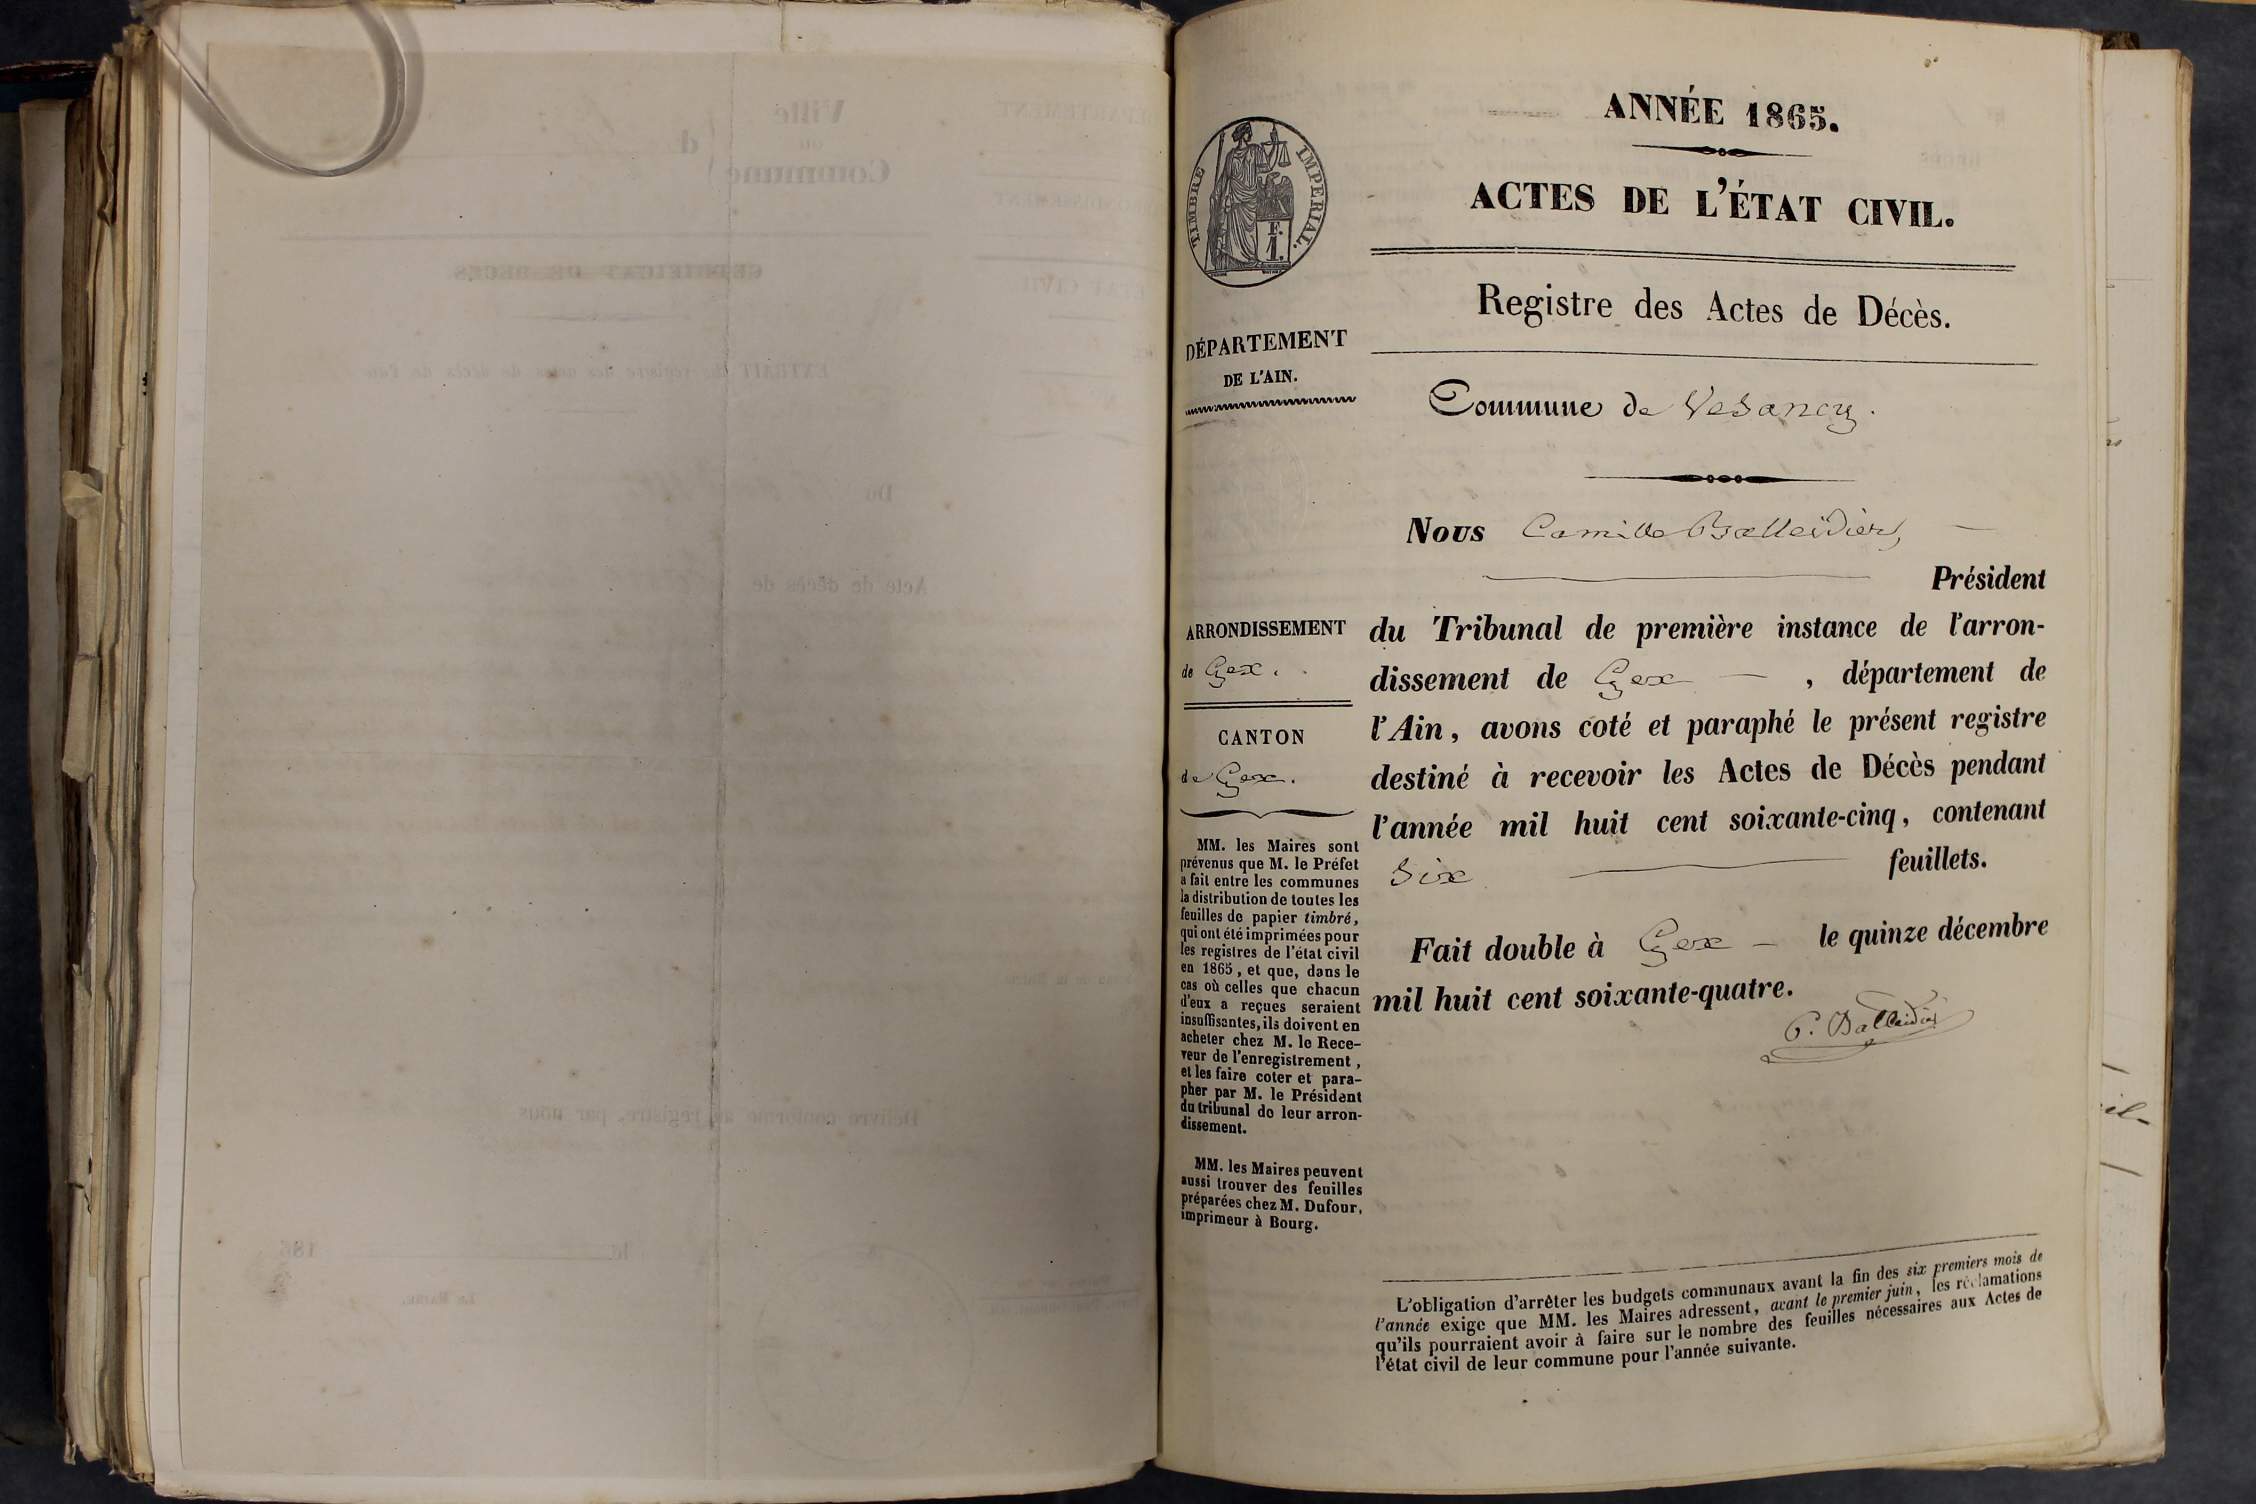 ANNÉE 1865.
ACTES DE L'ÉTAT CIVIL.
Registre des Actes de Décès.
Commune de Vesancy.
TIMBRE IMPERIAL.
F.
1.
DÉPARTEMENT
DE L'AIN.
ARRONDISSEMENT
de Gex.
CANTON
de Gex.
MM. les Maires sont
prévenus que M. le Préfet
a fait entre les communes
la distribution de toutes les
feuilles de papier timbré,
qui ont été imprimées pour
les registres de l'état civil
en 1865, et que, dans le
cas où celles que chacun
d'eux a reçues seraient
insuffisantes, ils doivent en
acheter chez M. le Rece-
veur de l'enregistrement,
et les faire coter et para-
pher par M. le Président
du tribunal de leur arron-
dissement.
MM. les Maires peuvent
aussi trouver des feuilles
préparées chez M. Dufour,
imprimeur à Bourg.
Nous Camille Balleidier,
Président
du Tribunal de première instance de l'arron-
dissement de Gex, département de
l'Ain, avons coté et paraphé le présent registre
destiné à recevoir les Actes de Décès pendant
l'année mil huit cent soixante-cinq, contenant
six feuillets.
Fait double à Gex le quinze décembre
mil huit cent soixante-quatre.
C. Balleidier
L'obligation d'arrêter les budgets communaux avant la fin des six premiers mois de
l'année exige que MM. les Maires adressent, avant le premier juin, les réclamations
qu'ils pourraient avoir à faire sur le nombre des feuilles nécessaires aux Actes de
l'état civil de leur commune pour l'année suivante.